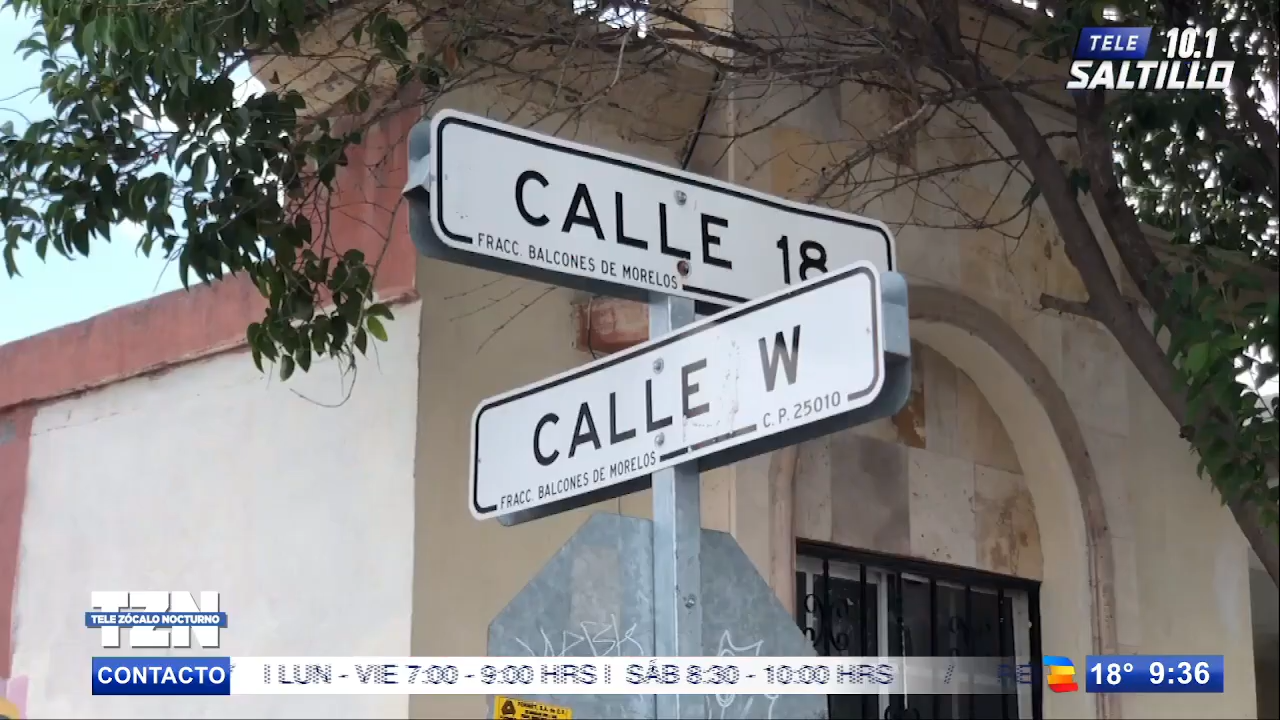 TELE 10.1
SALTILLO
CALLE 18
FRACC. BALCONES DE MORELOS
CALLE W
FRACC. BALCONES DE MORELOS C.P. 25010
TZN
TELE ZÓCALO NOCTURNO
CONTACTO
| LUN - VIE 7:00 - 9:00 HRS | SÁB 8:30 - 10:00 HRS / RE
18° 9:36